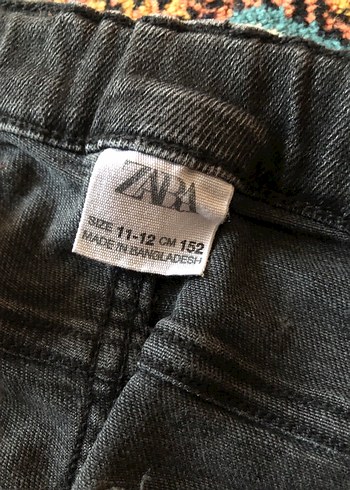 ZARA
SIZE 11-12 CM 152
MADE IN BANGLADESH